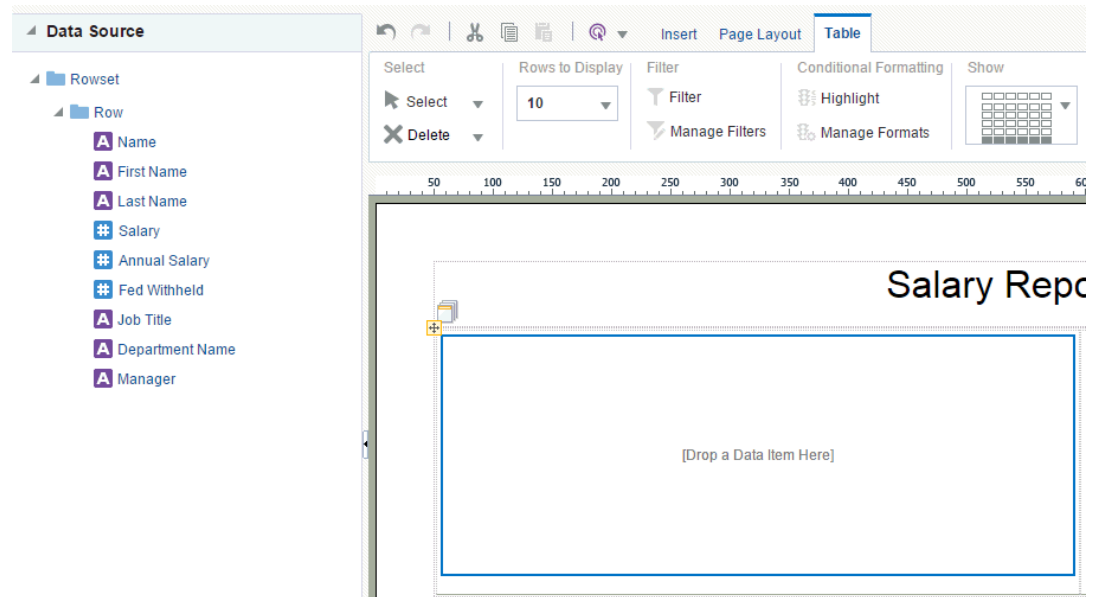 Data Source
Rowset
Row
A Name
A First Name
A Last Name
# Salary
# Annual Salary
# Fed Withheld
A Job Title
A Department Name
A Manager
Insert Page Layout Table
Select Rows to Display Filter Conditional Formatting Show
Select 10 Filter Highlight
Delete Manage Filters Manage Formats
50 100 150 200 250 300 350 400 450 500 550 60
Salary Repo
[Drop a Data Item Here]